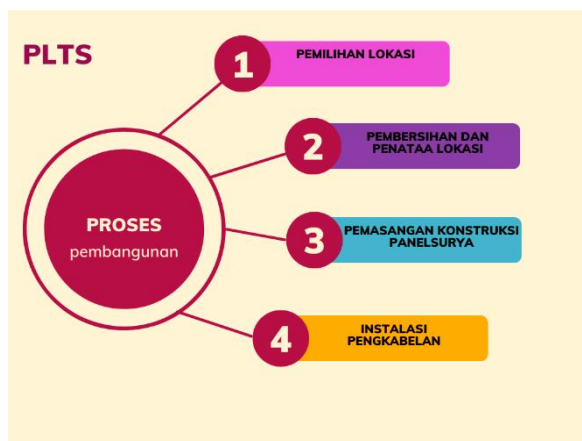 PLTS
PROSES
pembangunan
1
PEMILIHAN LOKASI
2
PEMBERSIHAN DAN
PENATAA LOKASI
3
PEMASANGAN KONSTRUKSI
PANELSURYA
4
INSTALASI
PENGKABELAN